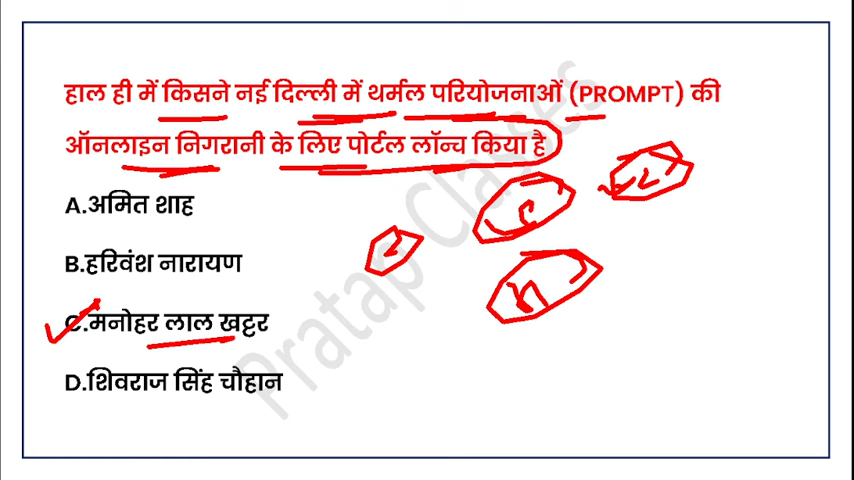 हाल ही में किसने नई दिल्ली में थर्मल परियोजनाओं (PROMPT) की
ऑनलाइन निगरानी के लिए पोर्टल लॉन्च किया है
A.अमित शाह
B.हरिवंश नारायण
C.मनोहर लाल खट्टर
D.शिवराज सिंह चौहान
Pratap Classes